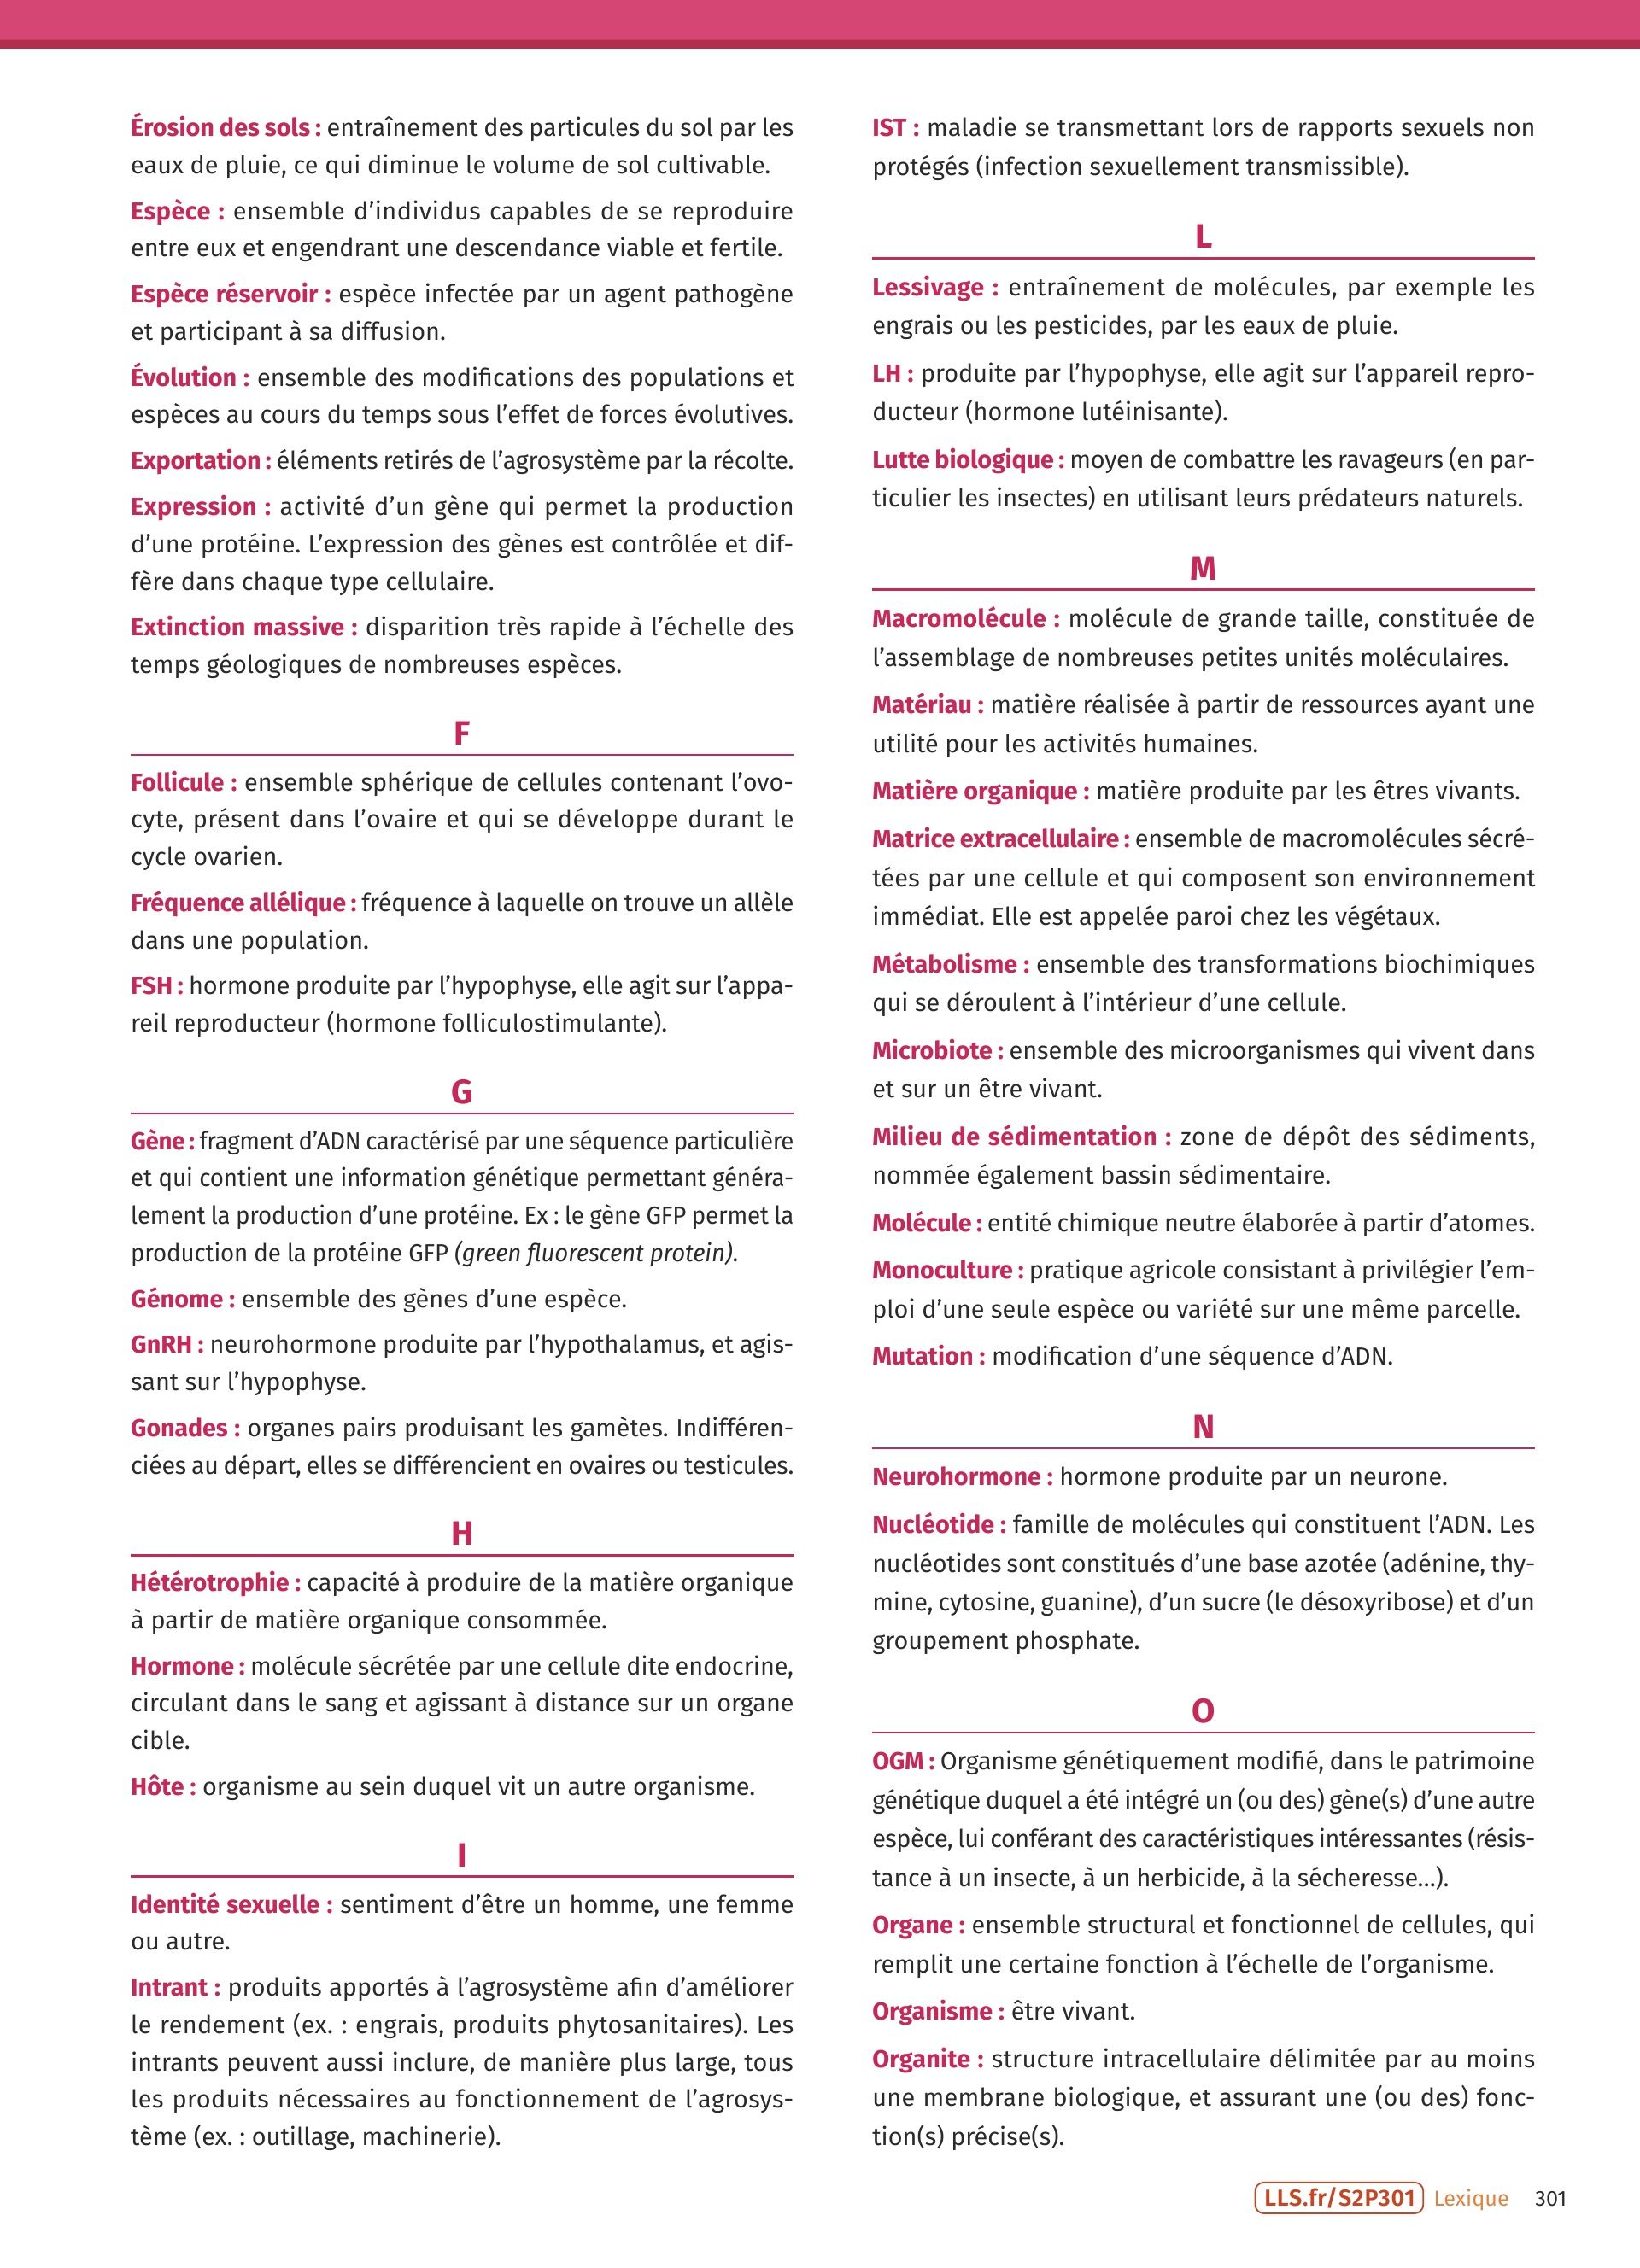 Érosion des sols : entraînement des particules du sol par les
eaux de pluie, ce qui diminue le volume de sol cultivable.
Espèce : ensemble d’individus capables de se reproduire
entre eux et engendrant une descendance viable et fertile.
Espèce réservoir : espèce infectée par un agent pathogène
et participant à sa diffusion.
Évolution : ensemble des modifications des populations et
espèces au cours du temps sous l’effet de forces évolutives.
Exportation : éléments retirés de l’agrosystème par la récolte.
Expression : activité d’un gène qui permet la production
d’une protéine. L’expression des gènes est contrôlée et dif-
fère dans chaque type cellulaire.
Extinction massive : disparition très rapide à l’échelle des
temps géologiques de nombreuses espèces.
F
Follicule : ensemble sphérique de cellules contenant l’ovo-
cyte, présent dans l’ovaire et qui se développe durant le
cycle ovarien.
Fréquence allélique : fréquence à laquelle on trouve un allèle
dans une population.
FSH : hormone produite par l’hypophyse, elle agit sur l’appa-
reil reproducteur (hormone folliculostimulante).
G
Gène : fragment d’ADN caractérisé par une séquence particulière
et qui contient une information génétique permettant généra-
lement la production d’une protéine. Ex : le gène GFP permet la
production de la protéine GFP (green fluorescent protein).
Génome : ensemble des gènes d’une espèce.
GnRH : neurohormone produite par l’hypothalamus, et agis-
sant sur l’hypophyse.
Gonades : organes pairs produisant les gamètes. Indifféren-
ciées au départ, elles se différencient en ovaires ou testicules.
H
Hétérotrophie : capacité à produire de la matière organique
à partir de matière organique consommée.
Hormone : molécule sécrétée par une cellule dite endocrine,
circulant dans le sang et agissant à distance sur un organe
cible.
Hôte : organisme au sein duquel vit un autre organisme.
I
Identité sexuelle : sentiment d’être un homme, une femme
ou autre.
Intrant : produits apportés à l’agrosystème afin d’améliorer
le rendement (ex. : engrais, produits phytosanitaires). Les
intrants peuvent aussi inclure, de manière plus large, tous
les produits nécessaires au fonctionnement de l’agrosys-
tème (ex. : outillage, machinerie).
IST : maladie se transmettant lors de rapports sexuels non
protégés (infection sexuellement transmissible).
L
Lessivage : entraînement de molécules, par exemple les
engrais ou les pesticides, par les eaux de pluie.
LH : produite par l’hypophyse, elle agit sur l’appareil repro-
ducteur (hormone lutéinisante).
Lutte biologique : moyen de combattre les ravageurs (en par-
ticulier les insectes) en utilisant leurs prédateurs naturels.
M
Macromolécule : molécule de grande taille, constituée de
l’assemblage de nombreuses petites unités moléculaires.
Matériau : matière réalisée à partir de ressources ayant une
utilité pour les activités humaines.
Matière organique : matière produite par les êtres vivants.
Matrice extracellulaire : ensemble de macromolécules sécré-
tées par une cellule et qui composent son environnement
immédiat. Elle est appelée paroi chez les végétaux.
Métabolisme : ensemble des transformations biochimiques
qui se déroulent à l’intérieur d’une cellule.
Microbiote : ensemble des microorganismes qui vivent dans
et sur un être vivant.
Milieu de sédimentation : zone de dépôt des sédiments,
nommée également bassin sédimentaire.
Molécule : entité chimique neutre élaborée à partir d’atomes.
Monoculture : pratique agricole consistant à privilégier l’em-
ploi d’une seule espèce ou variété sur une même parcelle.
Mutation : modification d’une séquence d’ADN.
N
Neurohormone : hormone produite par un neurone.
Nucléotide : famille de molécules qui constituent l’ADN. Les
nucléotides sont constitués d’une base azotée (adénine, thy-
mine, cytosine, guanine), d’un sucre (le désoxyribose) et d’un
groupement phosphate.
O
OGM : Organisme génétiquement modifié, dans le patrimoine
génétique duquel a été intégré un (ou des) gène(s) d’une autre
espèce, lui conférant des caractéristiques intéressantes (résis-
tance à un insecte, à un herbicide, à la sécheresse…).
Organe : ensemble structural et fonctionnel de cellules, qui
remplit une certaine fonction à l’échelle de l’organisme.
Organisme : être vivant.
Organite : structure intracellulaire délimitée par au moins
une membrane biologique, et assurant une (ou des) fonc-
tion(s) précise(s).
LLS.fr/S2P301 Lexique 301